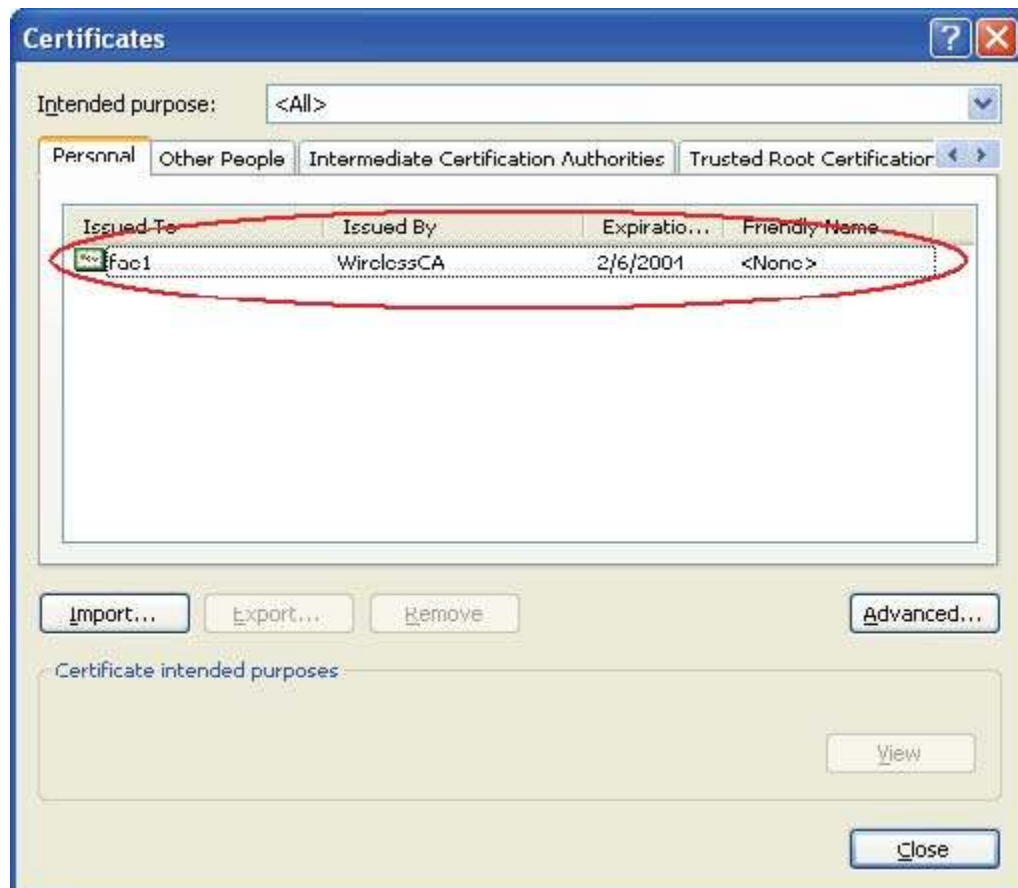 Certificates
Intended purpose: <All>
Personal Other People Intermediate Certification Authorities Trusted Root Certification
Issued To Issued By Expiratio... Friendly Name
fae1 WirelessCA 2/6/2004 <None>
Import... Export... Remove Advanced...
Certificate intended purposes
View
Close